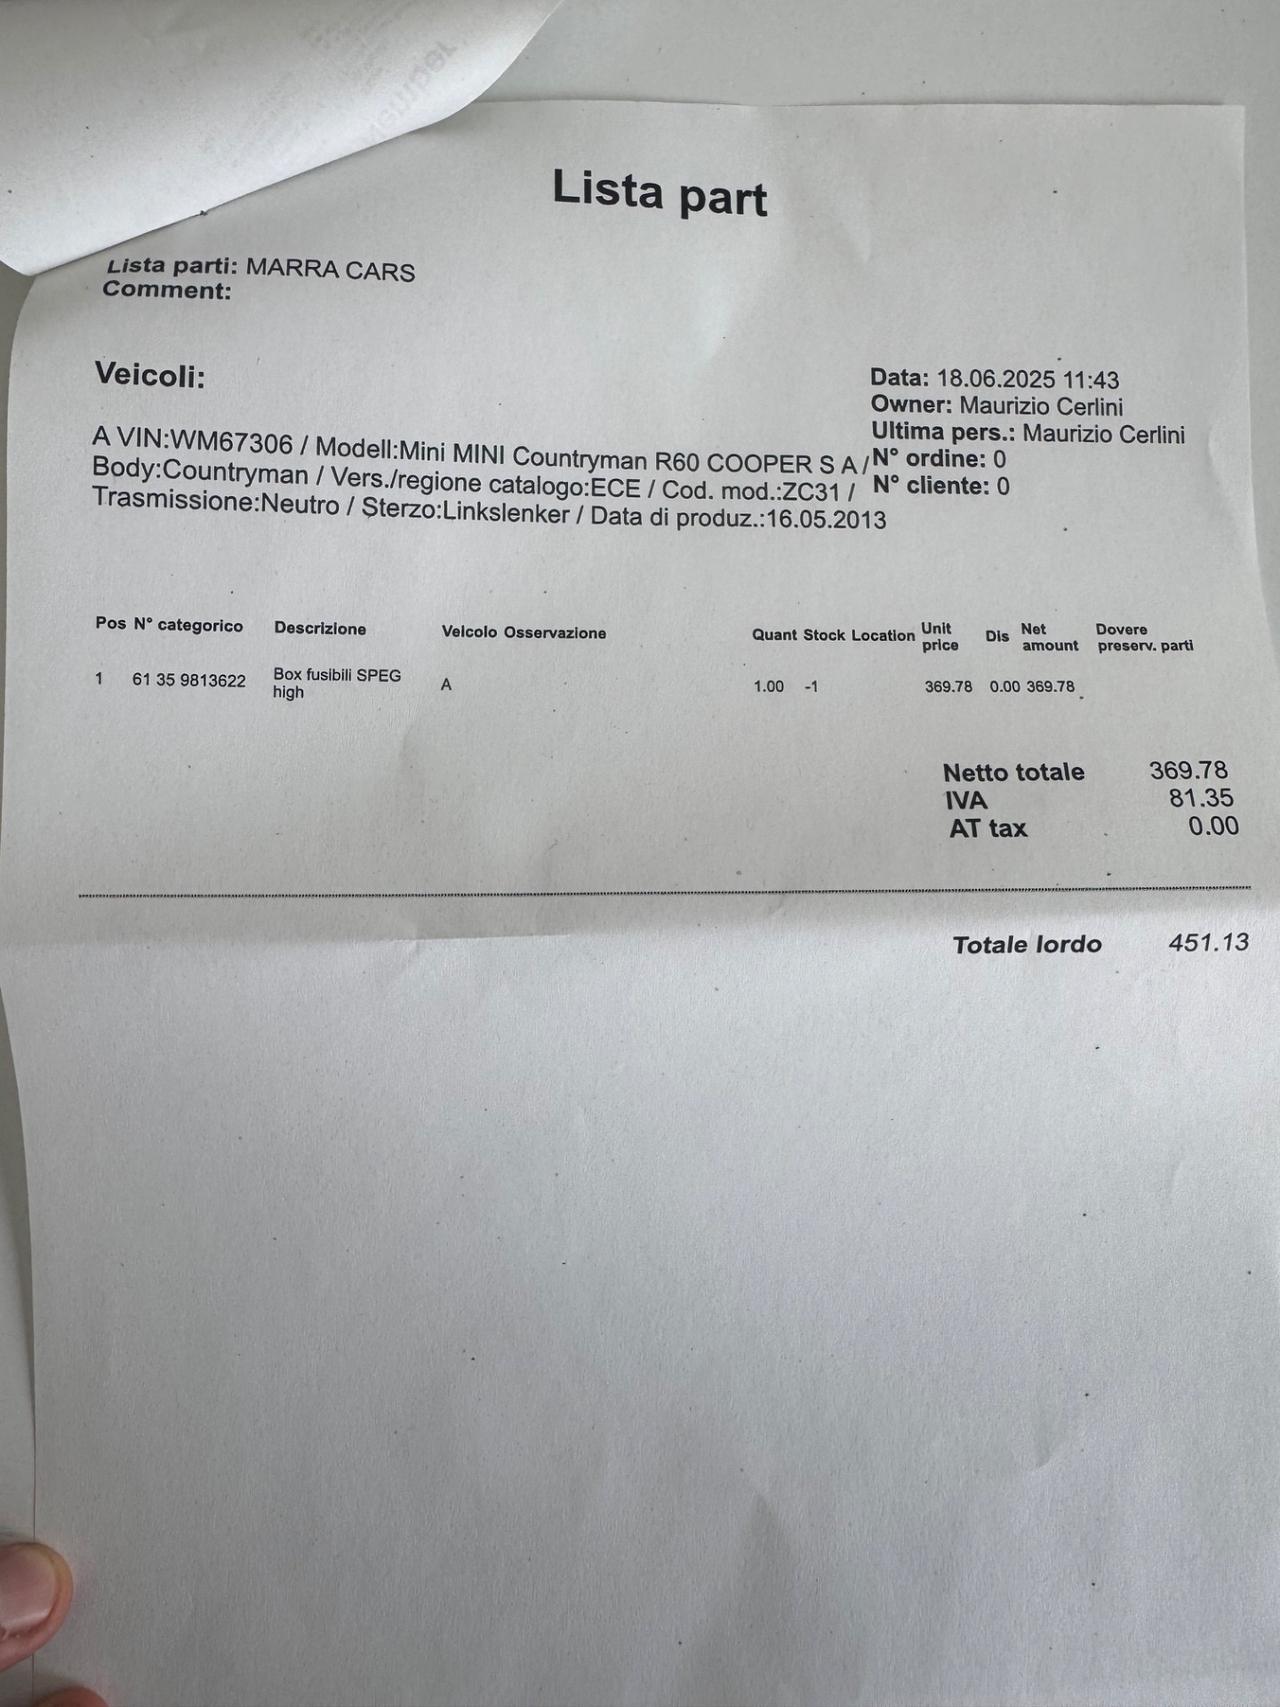 Lista part
Lista parti: MARRA CARS
Comment:
Veicoli:
A VIN:WM67306 / Modell:Mini MINI Countryman R60 COOPER S A/
Body:Countryman / Vers./regione catalogo:ECE / Cod. mod.:ZC31 /
Trasmissione:Neutro / Sterzo:Linkslenker / Data di produz.:16.05.2013
Data: 18.06.2025 11:43
Owner: Maurizio Cerlini
Ultima pers.: Maurizio Cerlini
N° ordine: 0
N° cliente: 0
Pos N° categorico Descrizione Veicolo Osservazione Quant Stock Location Unit price Dis Net amount Dovere preserv. parti
1 61 35 9813622 Box fusibili SPEG high A 1.00 -1 369.78 0.00 369.78
Netto totale 369.78
IVA 81.35
AT tax 0.00
Totale lordo 451.13